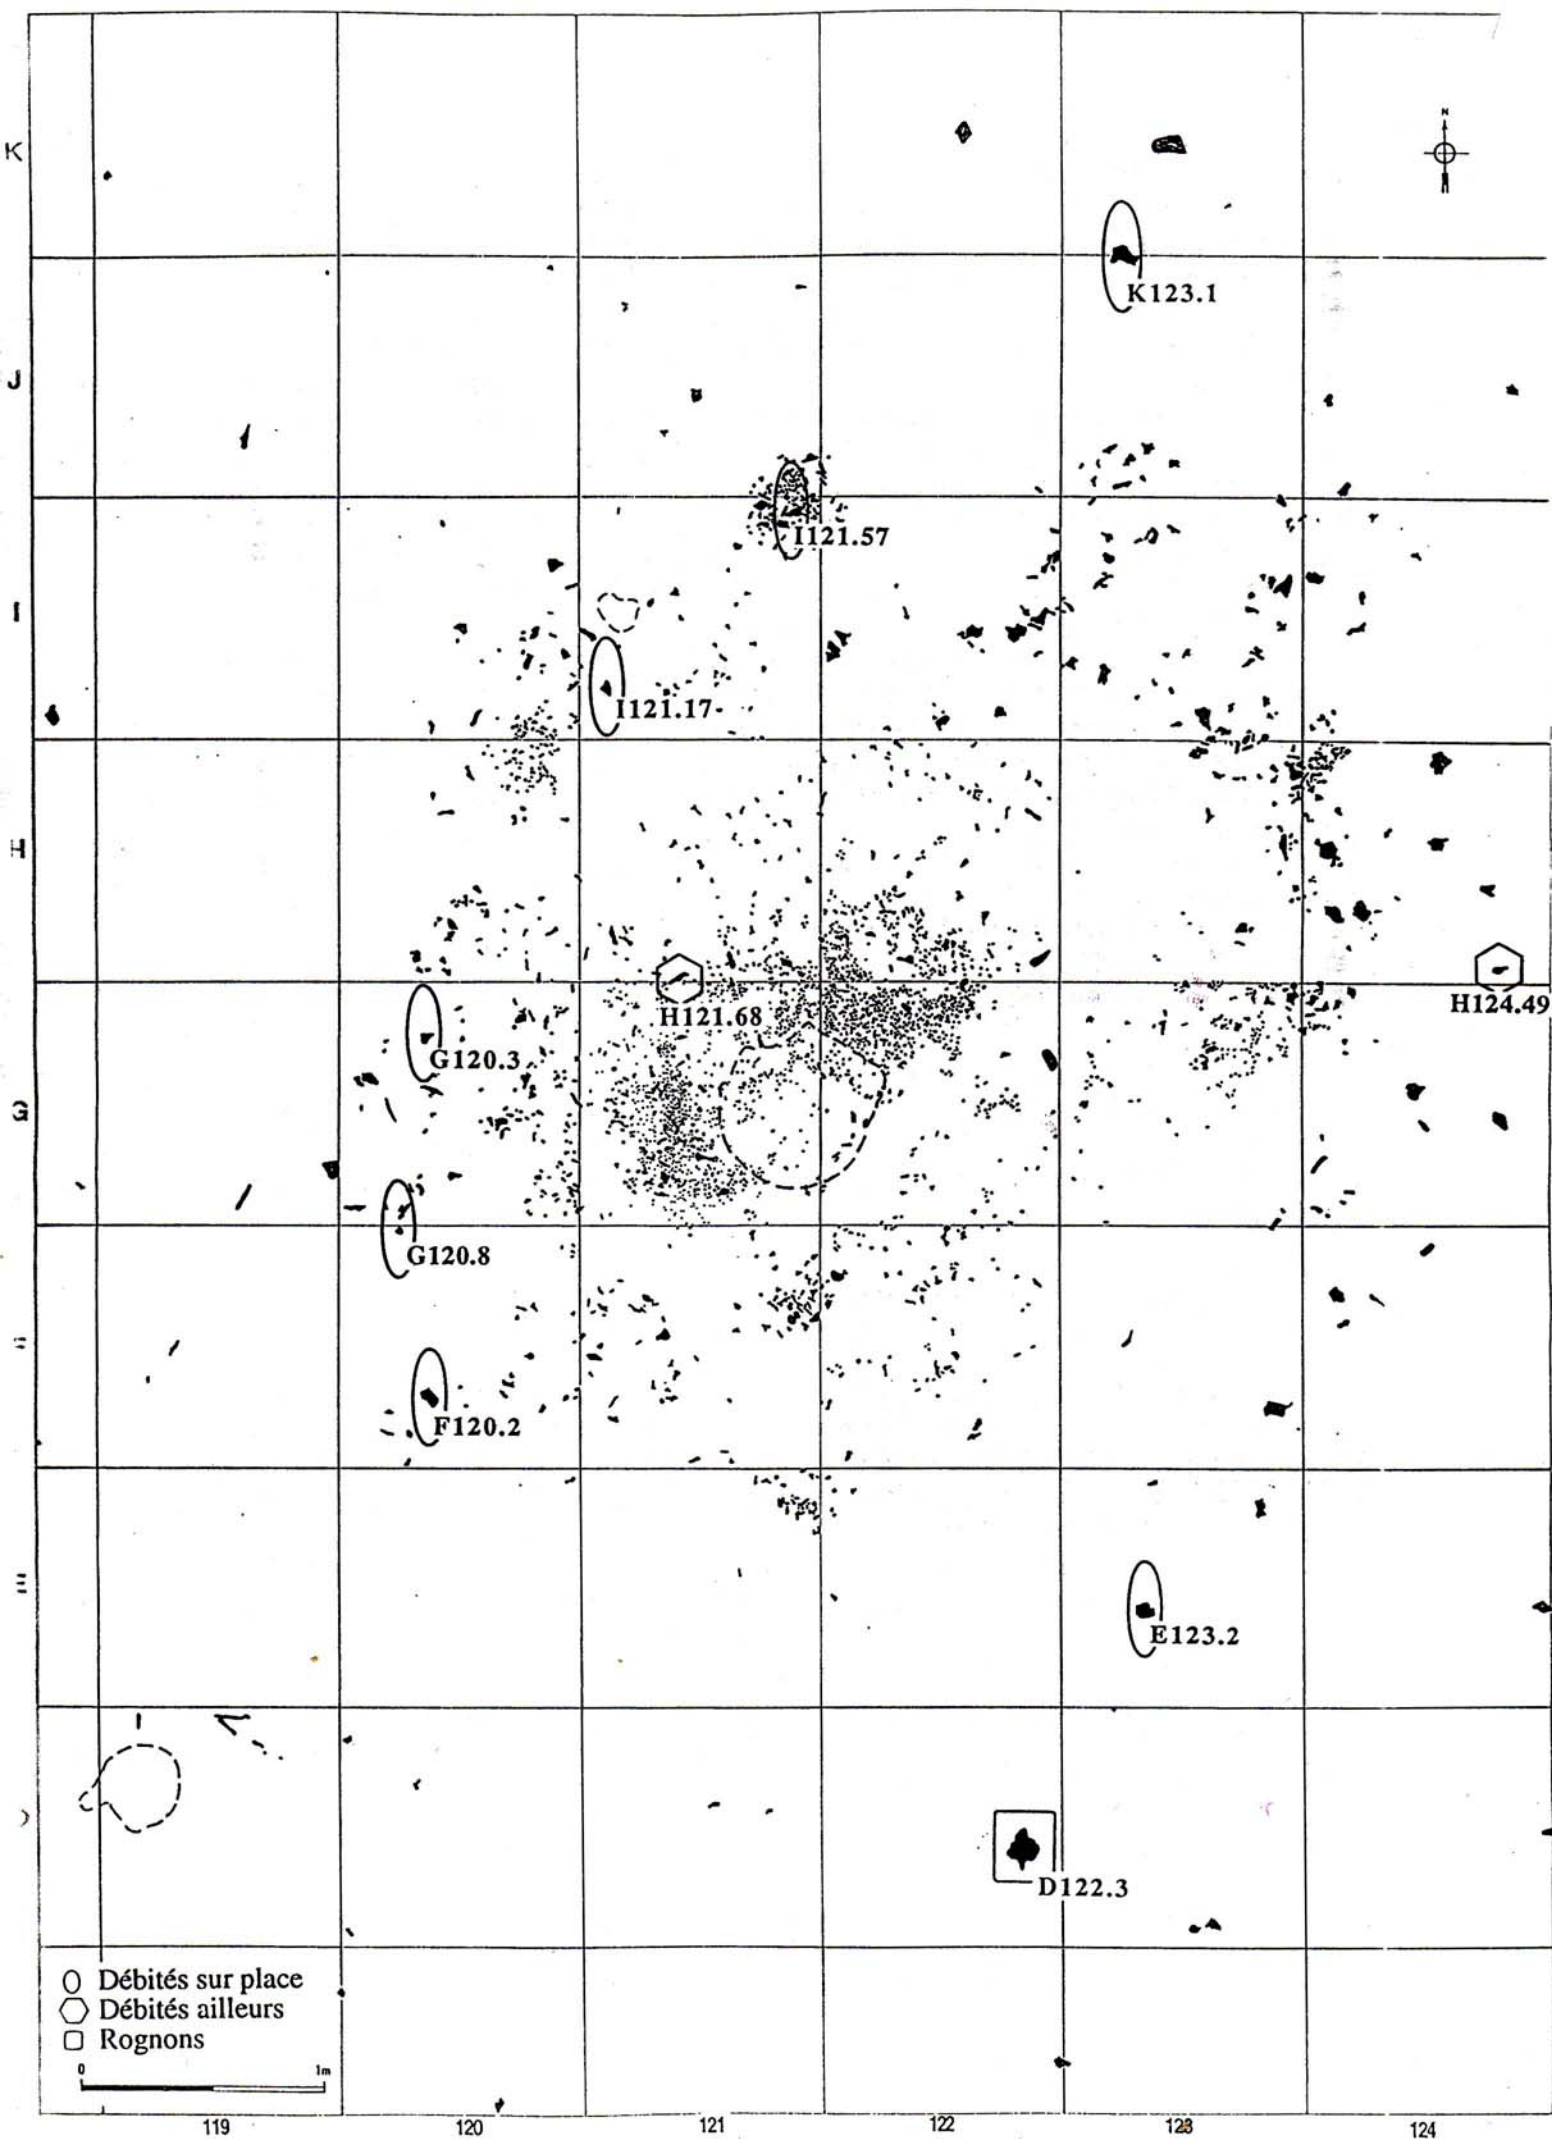 N
K
K123.1
J
I121.57
I
I121.17
H
H121.68
H124.49
G120.3
G
G120.8
F120.2
E123.2
D122.3
Débités sur place
Débités ailleurs
Rognons
0 1m
119 120 121 122 123 124